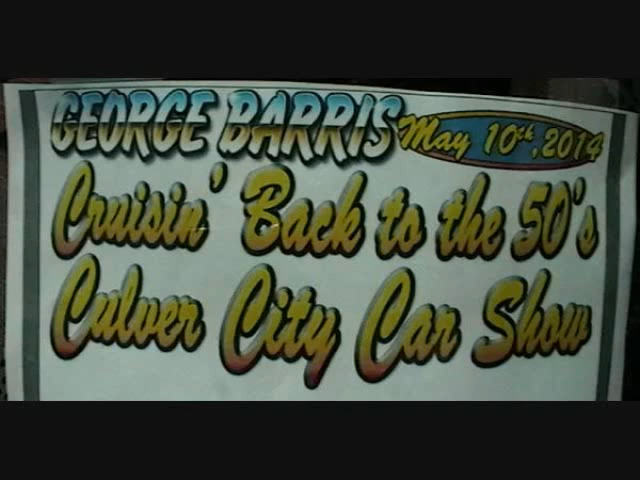 GEORGE BARRIS May 10th, 2014
Cruisin' Back to the 50's
Culver City Car Show